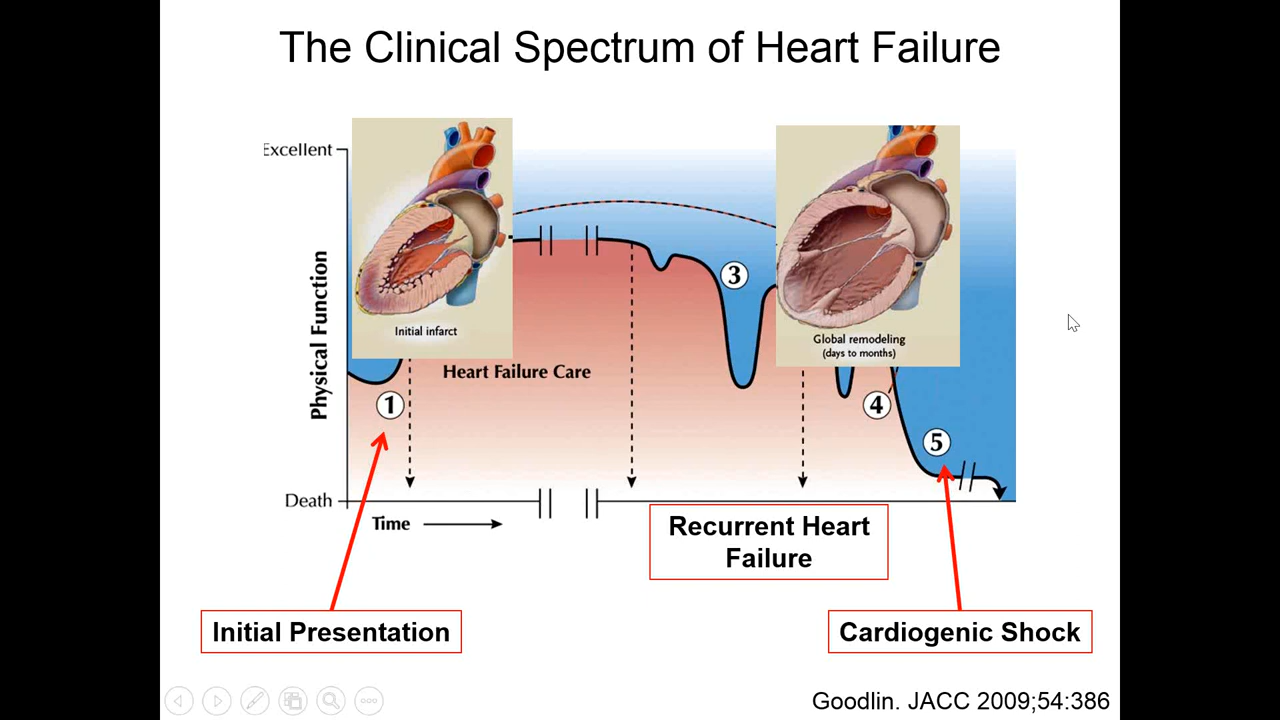 The Clinical Spectrum of Heart Failure
Excellent
Physical Function
Initial infarct
Global remodeling
(days to months)
3
Heart Failure Care
1
4
5
Death
Time
Recurrent Heart
Failure
Initial Presentation
Cardiogenic Shock
Goodlin. JACC 2009;54:386